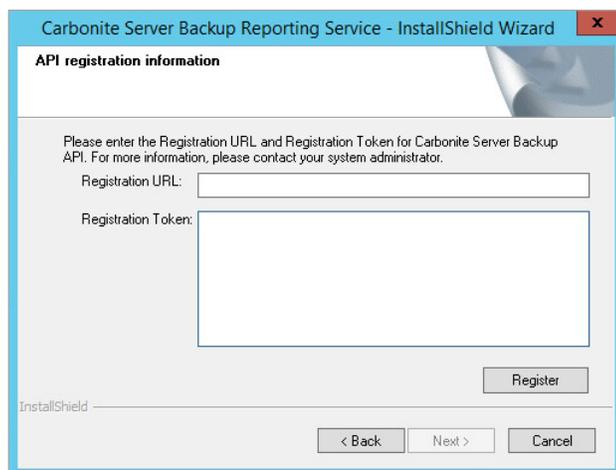 Carbonite Server Backup Reporting Service - InstallShield Wizard x
API registration information
Please enter the Registration URL and Registration Token for Carbonite Server Backup
API. For more information, please contact your system administrator.
Registration URL:
Registration Token:
Register
InstallShield
< Back Next > Cancel